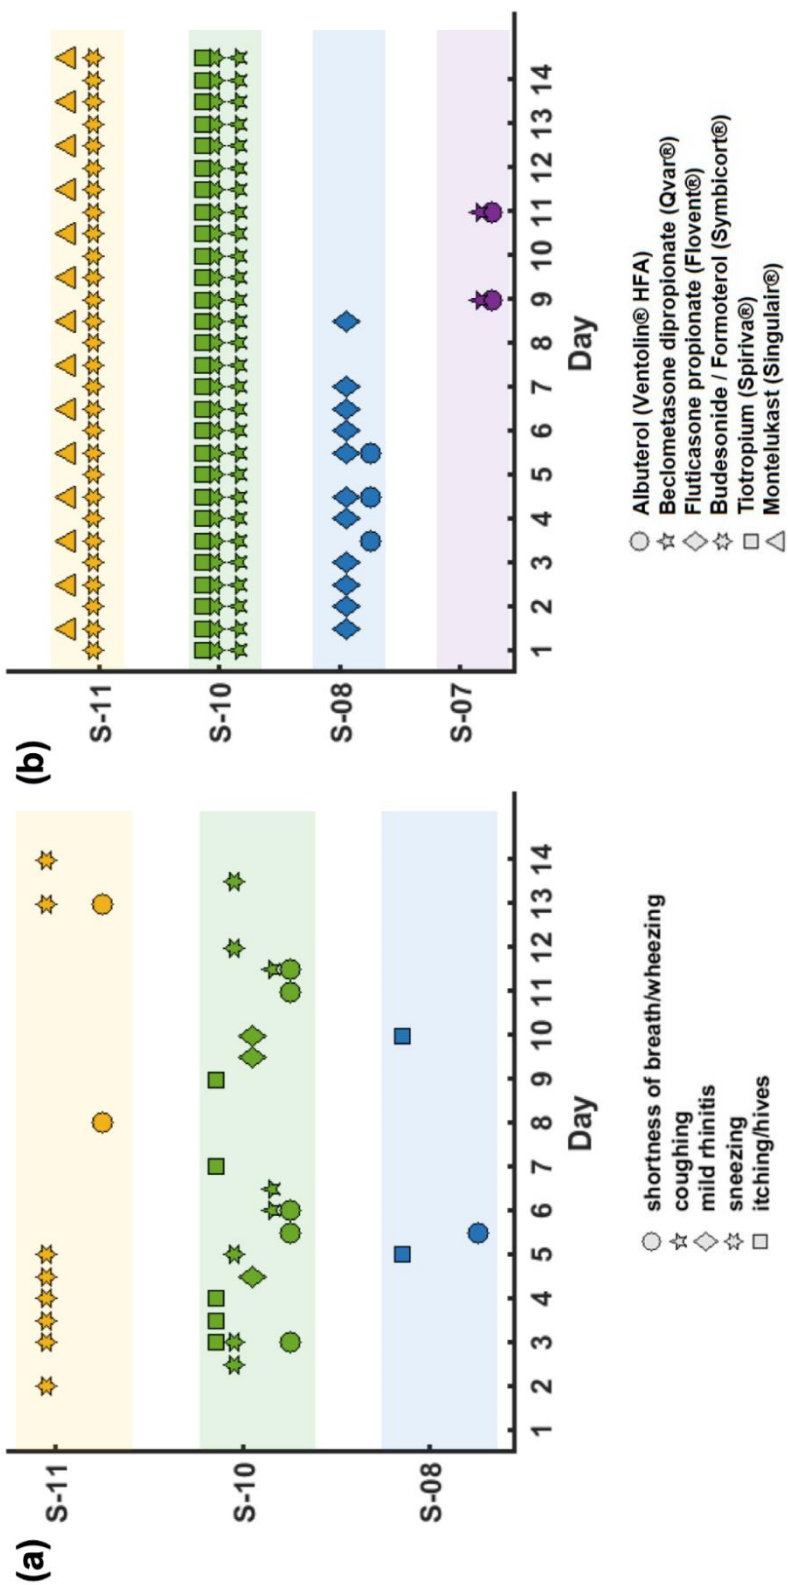 (a)
S-11
S-10
S-08
1 2 3 4 5 6 7 8 9 10 11 12 13 14
Day
shortness of breath/wheezing
coughing
mild rhinitis
sneezing
itching/hives
(b)
S-11
S-10
S-08
S-07
1 2 3 4 5 6 7 8 9 10 11 12 13 14
Day
Albuterol (Ventolin® HFA)
Beclometasone dipropionate (Qvar®)
Fluticasone propionate (Flovent®)
Budesonide / Formoterol (Symbicort®)
Tiotropium (Spiriva®)
Montelukast (Singulair®)